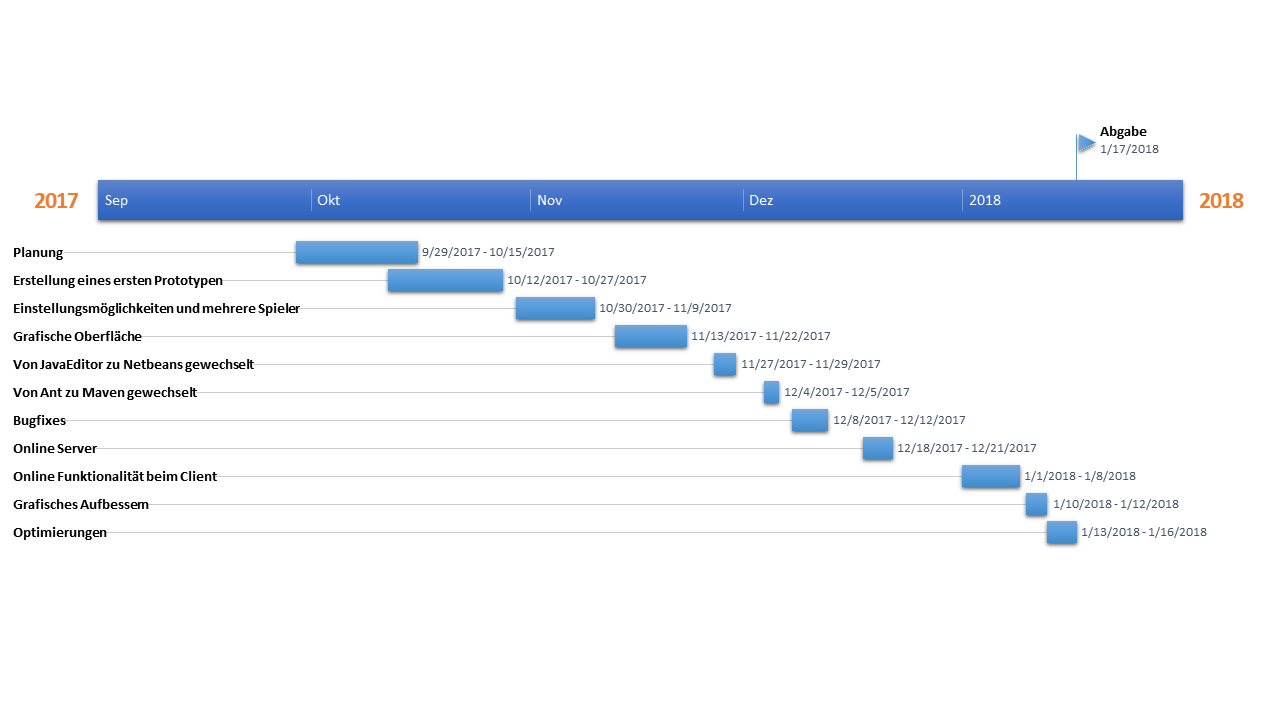 Abgabe
1/17/2018
2017 Sep Okt Nov Dez 2018 2018
Planung 9/29/2017 - 10/15/2017
Erstellung eines ersten Prototypen 10/12/2017 - 10/27/2017
Einstellungsmöglichkeiten und mehrere Spieler 10/30/2017 - 11/9/2017
Grafische Oberfläche 11/13/2017 - 11/22/2017
Von JavaEditor zu Netbeans gewechselt 11/27/2017 - 11/29/2017
Von Ant zu Maven gewechselt 12/4/2017 - 12/5/2017
Bugfixes 12/8/2017 - 12/12/2017
Online Server 12/18/2017 - 12/21/2017
Online Funktionalität beim Client 1/1/2018 - 1/8/2018
Grafisches Aufbessern 1/10/2018 - 1/12/2018
Optimierungen 1/13/2018 - 1/16/2018